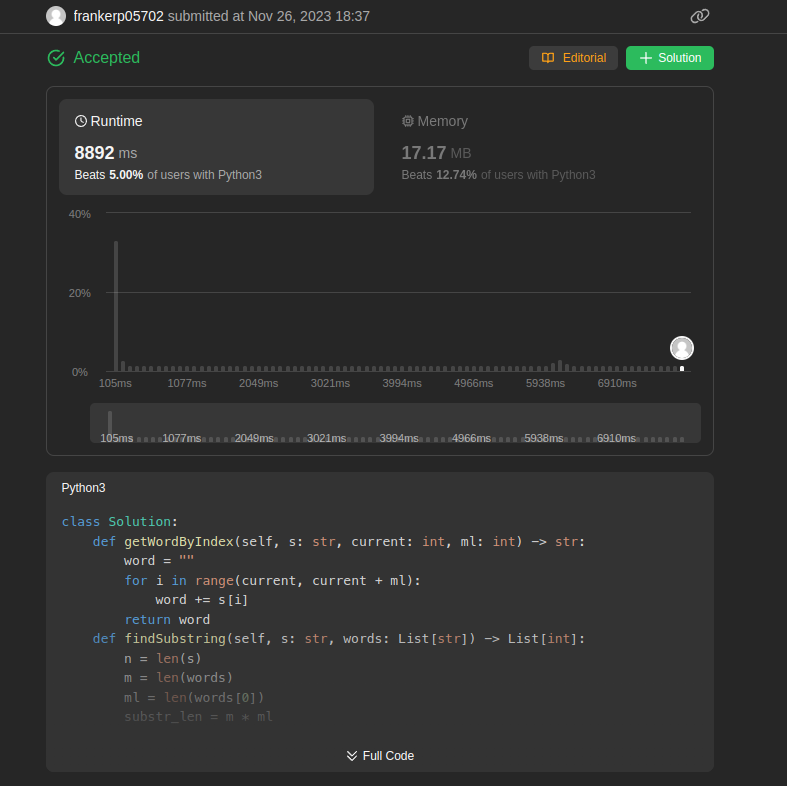 frankerp05702 submitted at Nov 26, 2023 18:37
Accepted
Editorial
Solution
Runtime
Memory
8892 ms
17.17 MB
Beats 5.00% of users with Python3
Beats 12.74% of users with Python3
40%
20%
0%
105ms 1077ms 2049ms 3021ms 3994ms 4966ms 5938ms 6910ms
105ms 1077ms 2049ms 3021ms 3994ms 4966ms 5938ms 6910ms
Python3
class Solution:
    def getWordByIndex(self, s: str, current: int, ml: int) -> str:
        word = ""
        for i in range(current, current + ml):
            word += s[i]
        return word
    def findSubstring(self, s: str, words: List[str]) -> List[int]:
        n = len(s)
        m = len(words)
        ml = len(words[0])
        substr_len = m * ml
Full Code